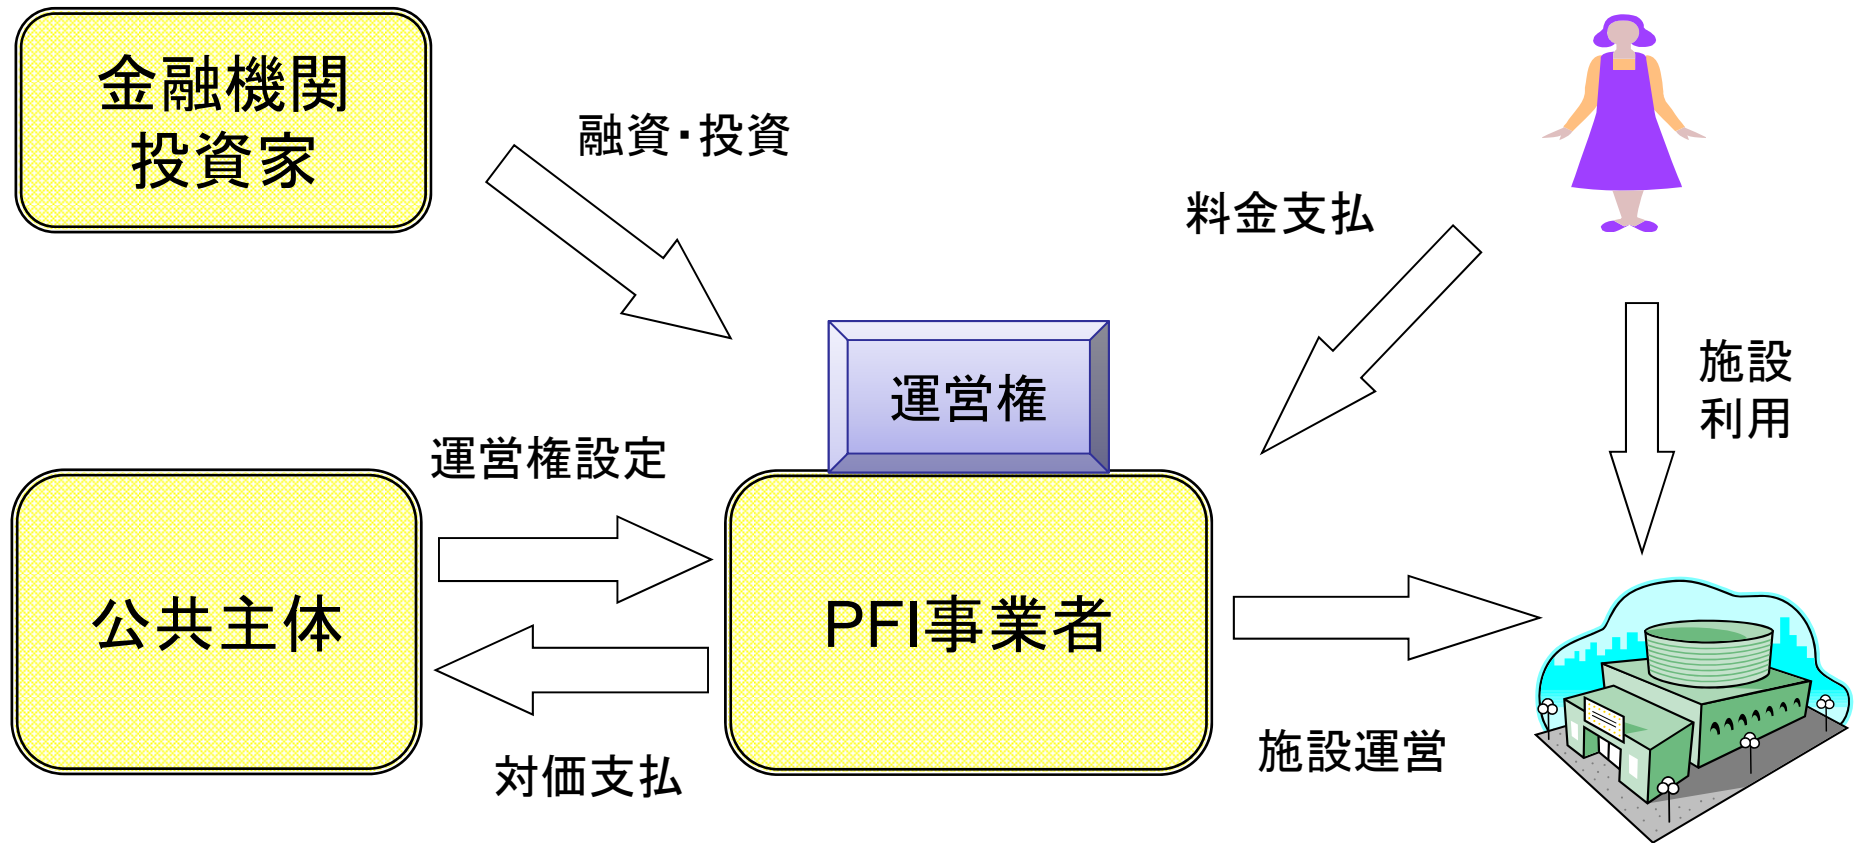 金融機関
投資家
融資・投資
料金支払
施設
利用
運営権
運営権設定
公共主体
PFI事業者
対価支払
施設運営